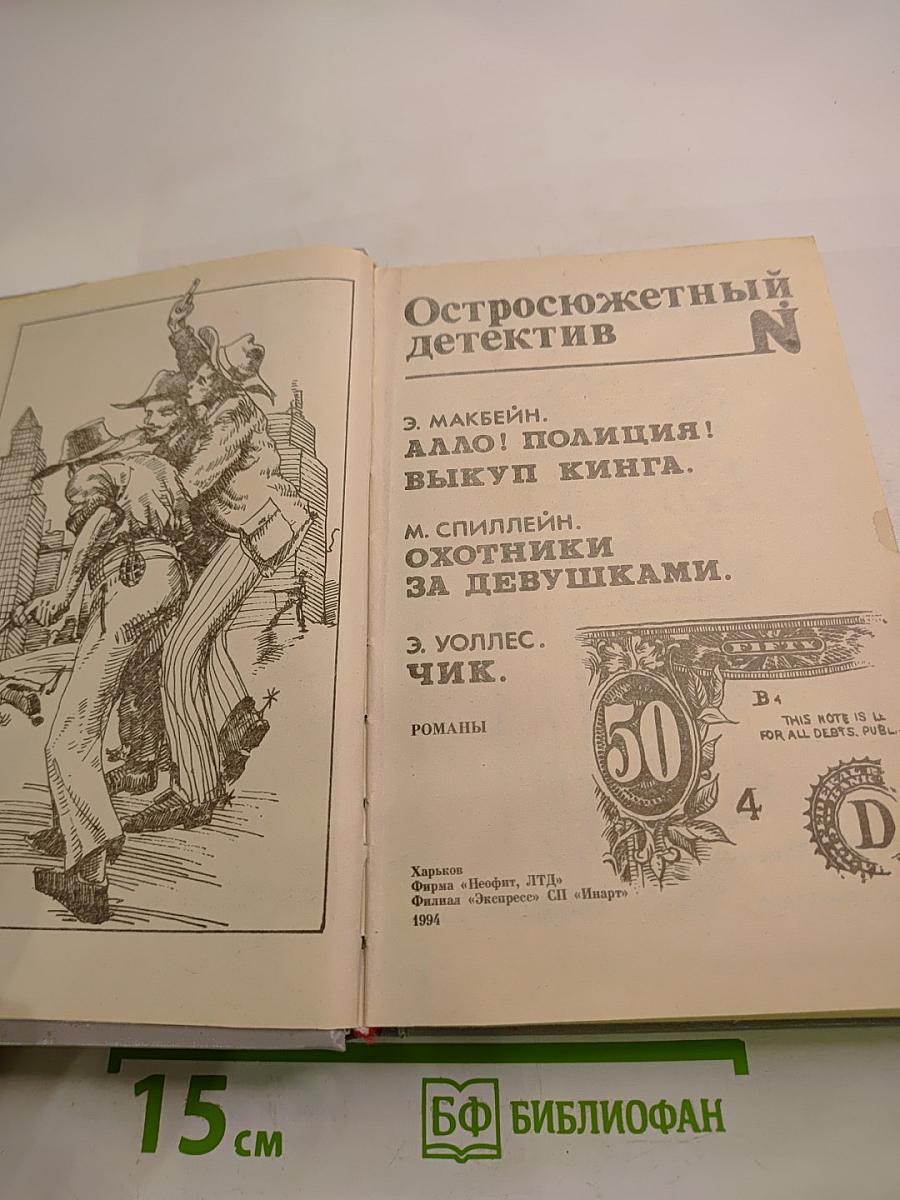 Остросюжетный
детектив
Э. МАКБЕЙН.
АЛЛО! ПОЛИЦИЯ!
ВЫКУП КИНГА.
М. СПИЛЛЕЙН.
ОХОТНИКИ
ЗА ДЕВУШКАМИ.
Э. УОЛЛЕС.
ЧИК.
РОМАНЫ
FIFTY
50
B4
THIS NOTE IS
FOR ALL DEBTS, PUBL
4
D
Харьков
Фирма «Неофит, ЛТД»
Филиал «Экспресс» СП «Инарт»
1994
15 см
БФ БИБЛИОФАН